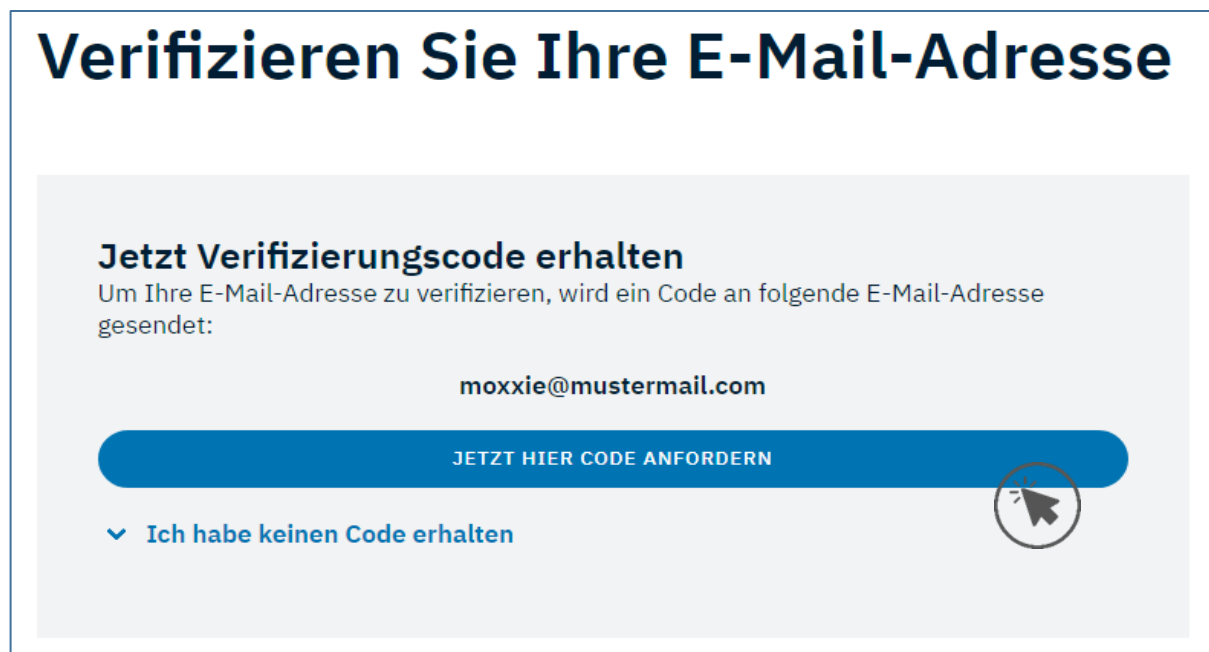 Verifizieren Sie Ihre E-Mail-Adresse
Jetzt Verifizierungscode erhalten
Um Ihre E-Mail-Adresse zu verifizieren, wird ein Code an folgende E-Mail-Adresse
gesendet:
moxxie@mustermail.com
JETZT HIER CODE ANFORDERN
Ich habe keinen Code erhalten